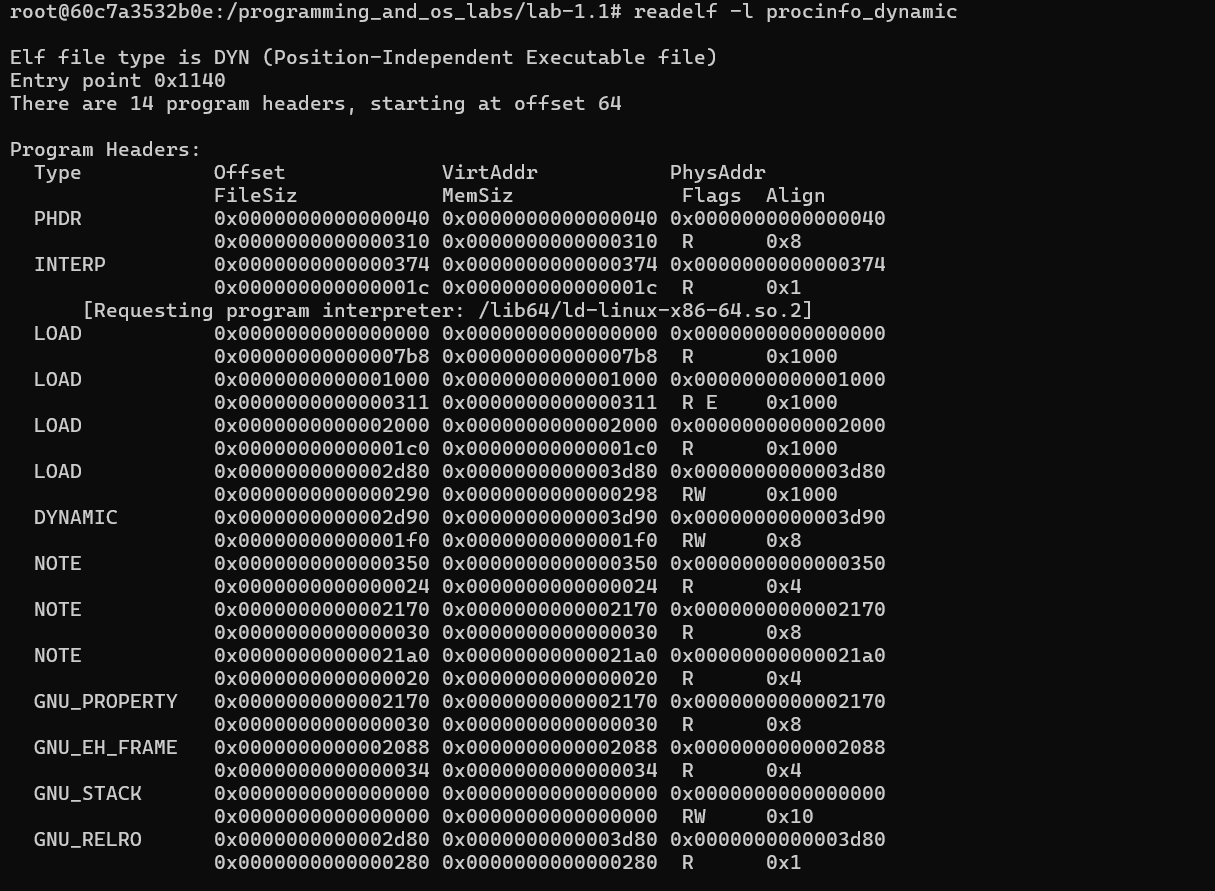 root@60c7a3532b0e:/programming_and_os_labs/lab-1.1# readelf -l procinfo_dynamic

Elf file type is DYN (Position-Independent Executable file)
Entry point 0x1140
There are 14 program headers, starting at offset 64

Program Headers:
  Type           Offset             VirtAddr           PhysAddr
                 FileSiz            MemSiz              Flags  Align
  PHDR           0x0000000000000040 0x0000000000000040 0x0000000000000040
                 0x0000000000000310 0x0000000000000310  R      0x8
  INTERP         0x0000000000000374 0x0000000000000374 0x0000000000000374
                 0x000000000000001c 0x000000000000001c  R      0x1
      [Requesting program interpreter: /lib64/ld-linux-x86-64.so.2]
  LOAD           0x0000000000000000 0x0000000000000000 0x0000000000000000
                 0x00000000000007b8 0x00000000000007b8  R      0x1000
  LOAD           0x0000000000001000 0x0000000000001000 0x0000000000001000
                 0x0000000000000311 0x0000000000000311  R E    0x1000
  LOAD           0x0000000000002000 0x0000000000002000 0x0000000000002000
                 0x00000000000001c0 0x00000000000001c0  R      0x1000
  LOAD           0x0000000000002d80 0x0000000000003d80 0x0000000000003d80
                 0x0000000000000290 0x0000000000000298  RW     0x1000
  DYNAMIC        0x0000000000002d90 0x0000000000003d90 0x0000000000003d90
                 0x00000000000001f0 0x00000000000001f0  RW     0x8
  NOTE           0x0000000000000350 0x0000000000000350 0x0000000000000350
                 0x0000000000000024 0x0000000000000024  R      0x4
  NOTE           0x0000000000002170 0x0000000000002170 0x0000000000002170
                 0x0000000000000030 0x0000000000000030  R      0x8
  NOTE           0x00000000000021a0 0x00000000000021a0 0x00000000000021a0
                 0x0000000000000020 0x0000000000000020  R      0x4
  GNU_PROPERTY   0x0000000000002170 0x0000000000002170 0x0000000000002170
                 0x0000000000000030 0x0000000000000030  R      0x8
  GNU_EH_FRAME   0x0000000000002088 0x0000000000002088 0x0000000000002088
                 0x0000000000000034 0x0000000000000034  R      0x4
  GNU_STACK      0x0000000000000000 0x0000000000000000 0x0000000000000000
                 0x0000000000000000 0x0000000000000000  RW     0x10
  GNU_RELRO      0x0000000000002d80 0x0000000000003d80 0x0000000000003d80
                 0x0000000000000280 0x0000000000000280  R      0x1